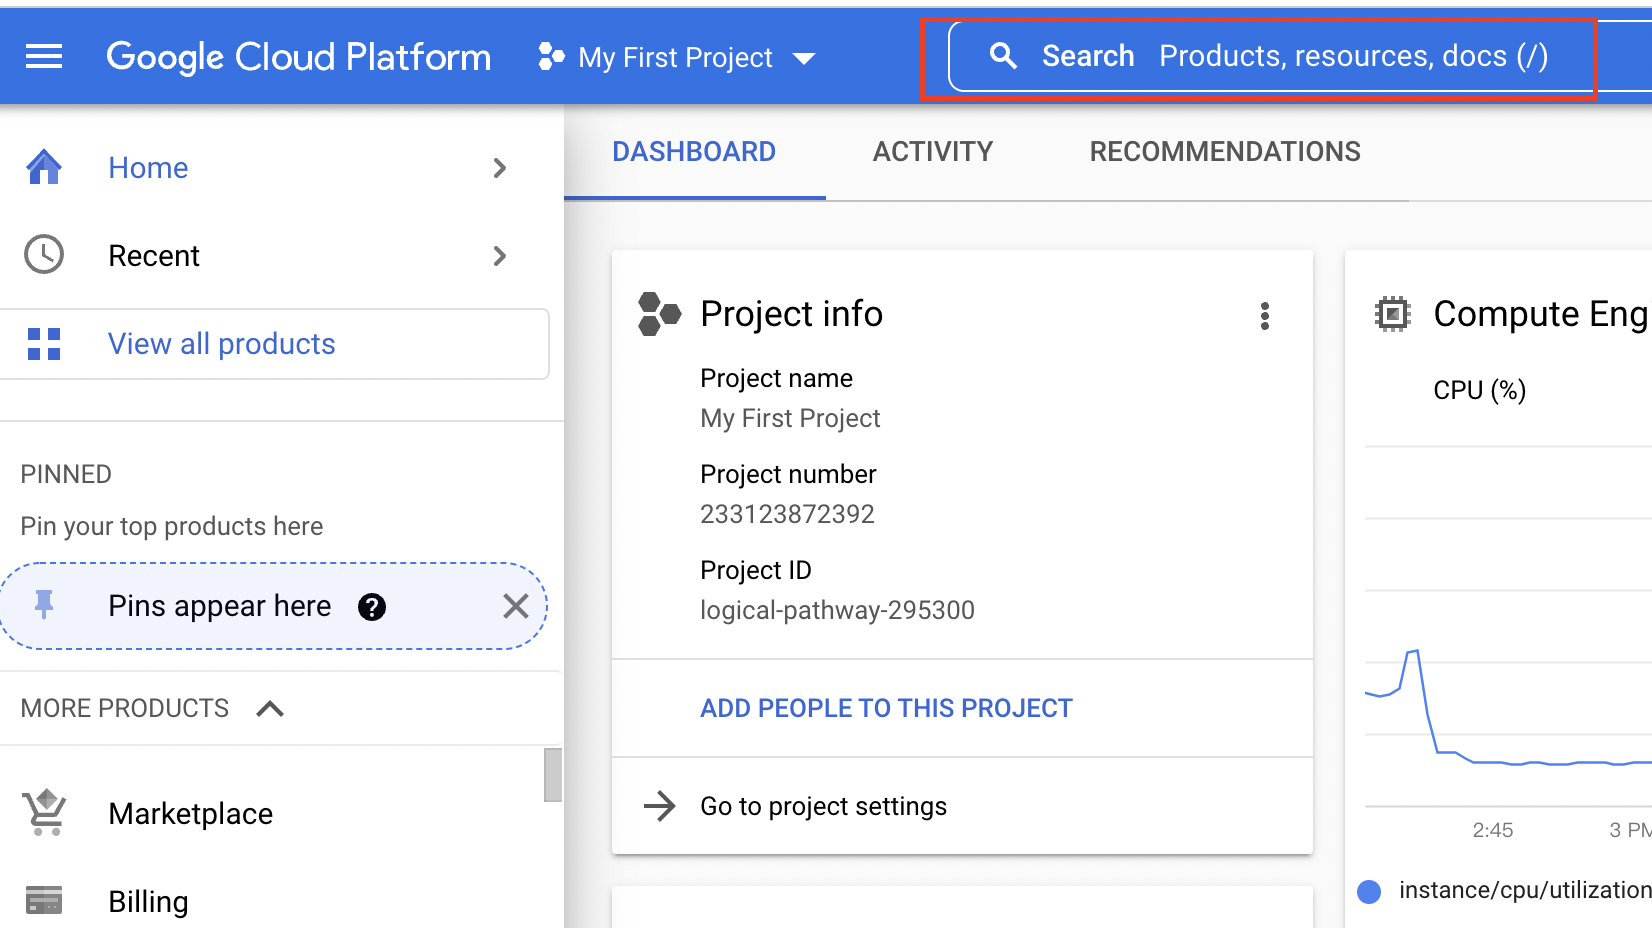 Google Cloud Platform My First Project Search Products, resources, docs (/)
Home
Recent
View all products
PINNED
Pin your top products here
Pins appear here ?
MORE PRODUCTS
Marketplace
Billing
DASHBOARD ACTIVITY RECOMMENDATIONS
Project info
Project name
My First Project
Project number
233123872392
Project ID
logical-pathway-295300
ADD PEOPLE TO THIS PROJECT
Go to project settings
Compute Eng
CPU (%)
2:45 3 PM
instance/cpu/utilization